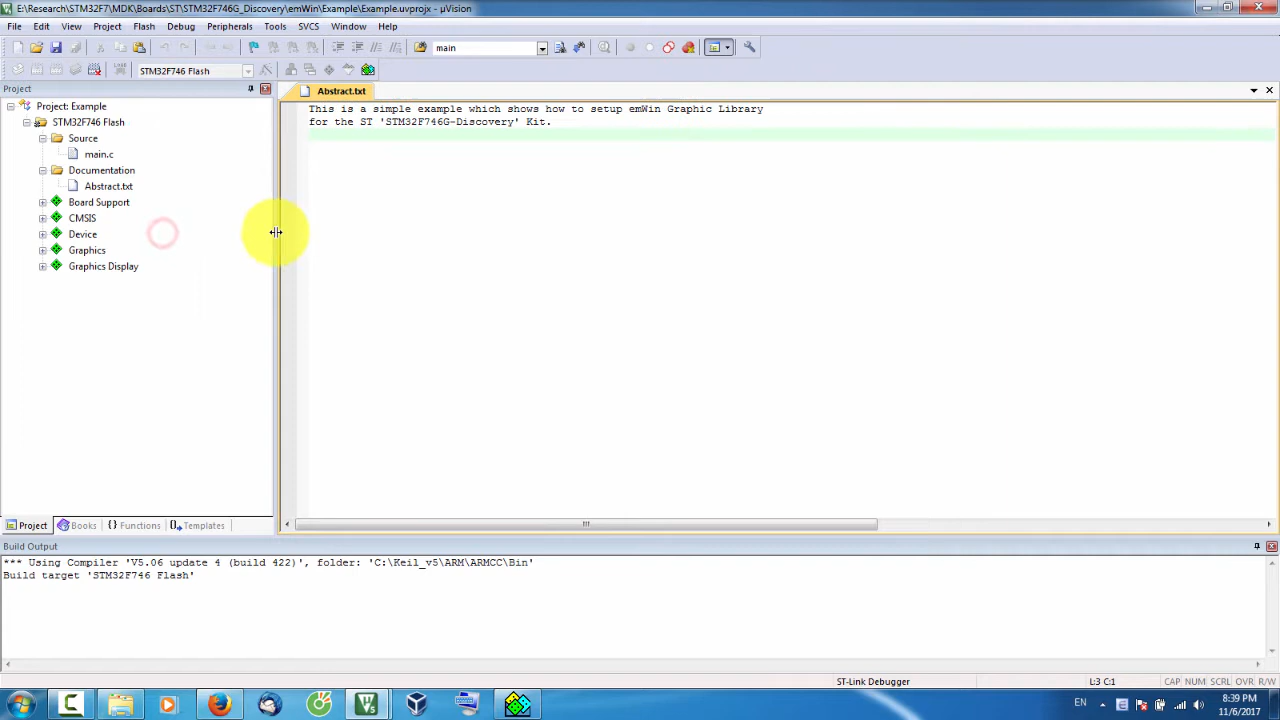 E:\Research\STM32F7\MDK\Boards\ST\STM32F746G_Discovery\emWin\Example\Example.uvprojx - µVision
File Edit View Project Flash Debug Peripherals Tools SVCS Window Help
main
STM32F746 Flash
Project
Abstract.txt
Project: Example
STM32F746 Flash
Source
main.c
Documentation
Abstract.txt
Board Support
CMSIS
Device
Graphics
Graphics Display
This is a simple example which shows how to setup emWin Graphic Library
for the ST 'STM32F746G-Discovery' Kit.
Project Books Functions Templates
Build Output
*** Using Compiler 'V5.06 update 4 (build 422)', folder: 'C:\Keil_v5\ARM\ARMCC\Bin'
Build target 'STM32F746 Flash'
ST-Link Debugger L:3 C:1 CAP NUM SCRL OVR R/W
EN 8:39 PM
11/6/2017